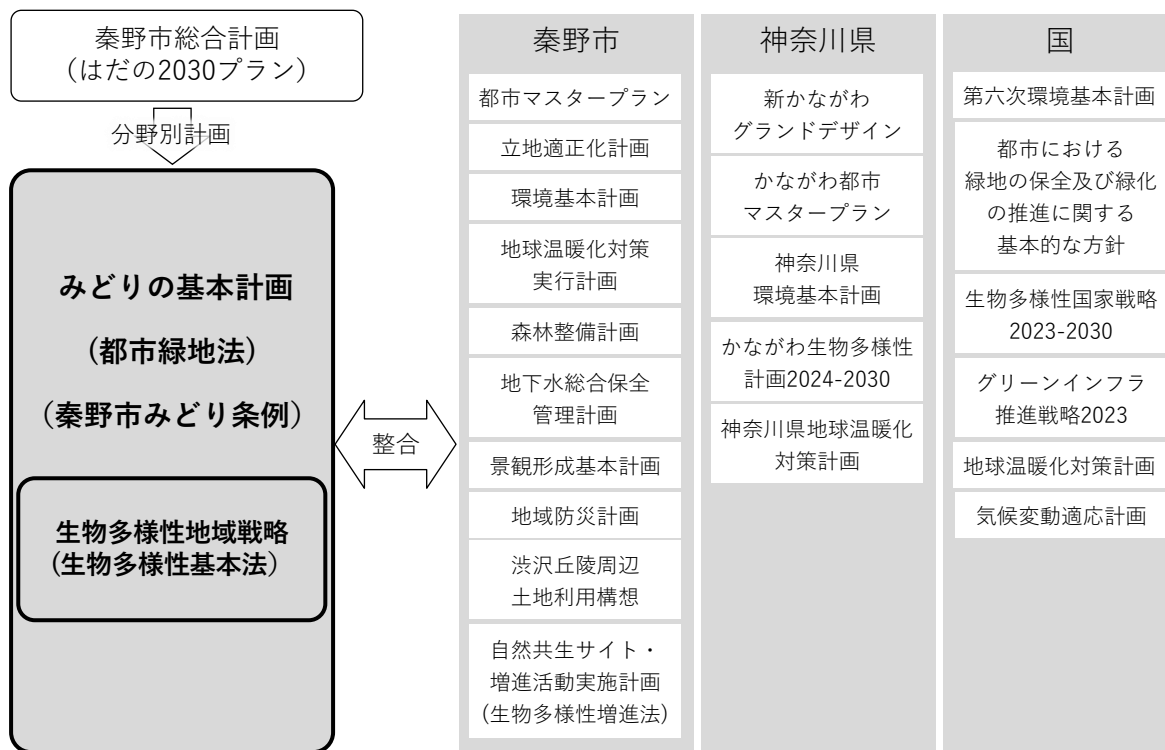 秦野市総合計画
（はだの2030プラン）
分野別計画
みどりの基本計画
(都市緑地法)
(秦野市みどり条例)
生物多様性地域戦略
(生物多様性基本法)
整合
秦野市
都市マスタープラン
立地適正化計画
環境基本計画
地球温暖化対策
実行計画
森林整備計画
地下水総合保全
管理計画
景観形成基本計画
地域防災計画
渋沢丘陵周辺
土地利用構想
自然共生サイト・
増進活動実施計画
(生物多様性増進法)
神奈川県
新かながわ
グランドデザイン
かながわ都市
マスタープラン
神奈川県
環境基本計画
かながわ生物多様性
計画2024-2030
神奈川県地球温暖化
対策計画
国
第六次環境基本計画
都市における
緑地の保全及び緑化
の推進に関する
基本的な方針
生物多様性国家戦略
2023-2030
グリーンインフラ
推進戦略2023
地球温暖化対策計画
気候変動適応計画